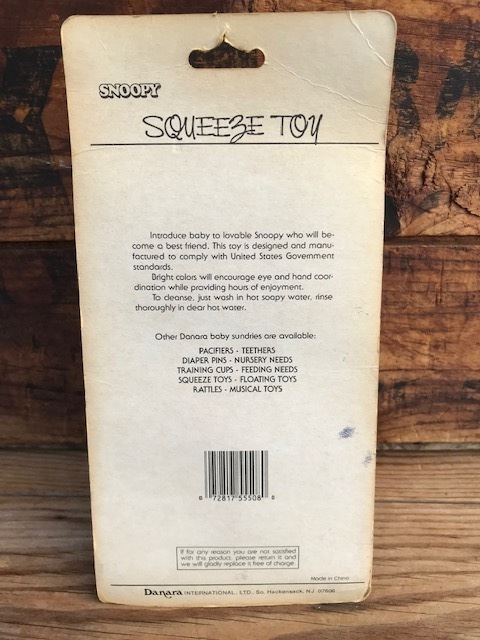 SNOOPY
SQUEEZE TOY
Introduce baby to lovable Snoopy who will be-
come a best friend. This toy is designed and manu-
factured to comply with United States Government
standards.
Bright colors will encourage eye and hand coor-
dination while providing hours of enjoyment.
To cleanse, just wash in hot soapy water, rinse
thoroughly in clear hot water.
Other Danara baby sundries are available:
PACIFIERS - TEETHERS
DIAPER PINS - NURSERY NEEDS
TRAINING CUPS - FEEDING NEEDS
SQUEEZE TOYS - FLOATING TOYS
RATTLES - MUSICAL TOYS
0 72817 55508 8
If for any reason you are not satisfied
with this product, please return it and
we will gladly replace it free of charge
Made in China
Danara INTERNATIONAL, LTD., So. Hackensack, NJ 07606